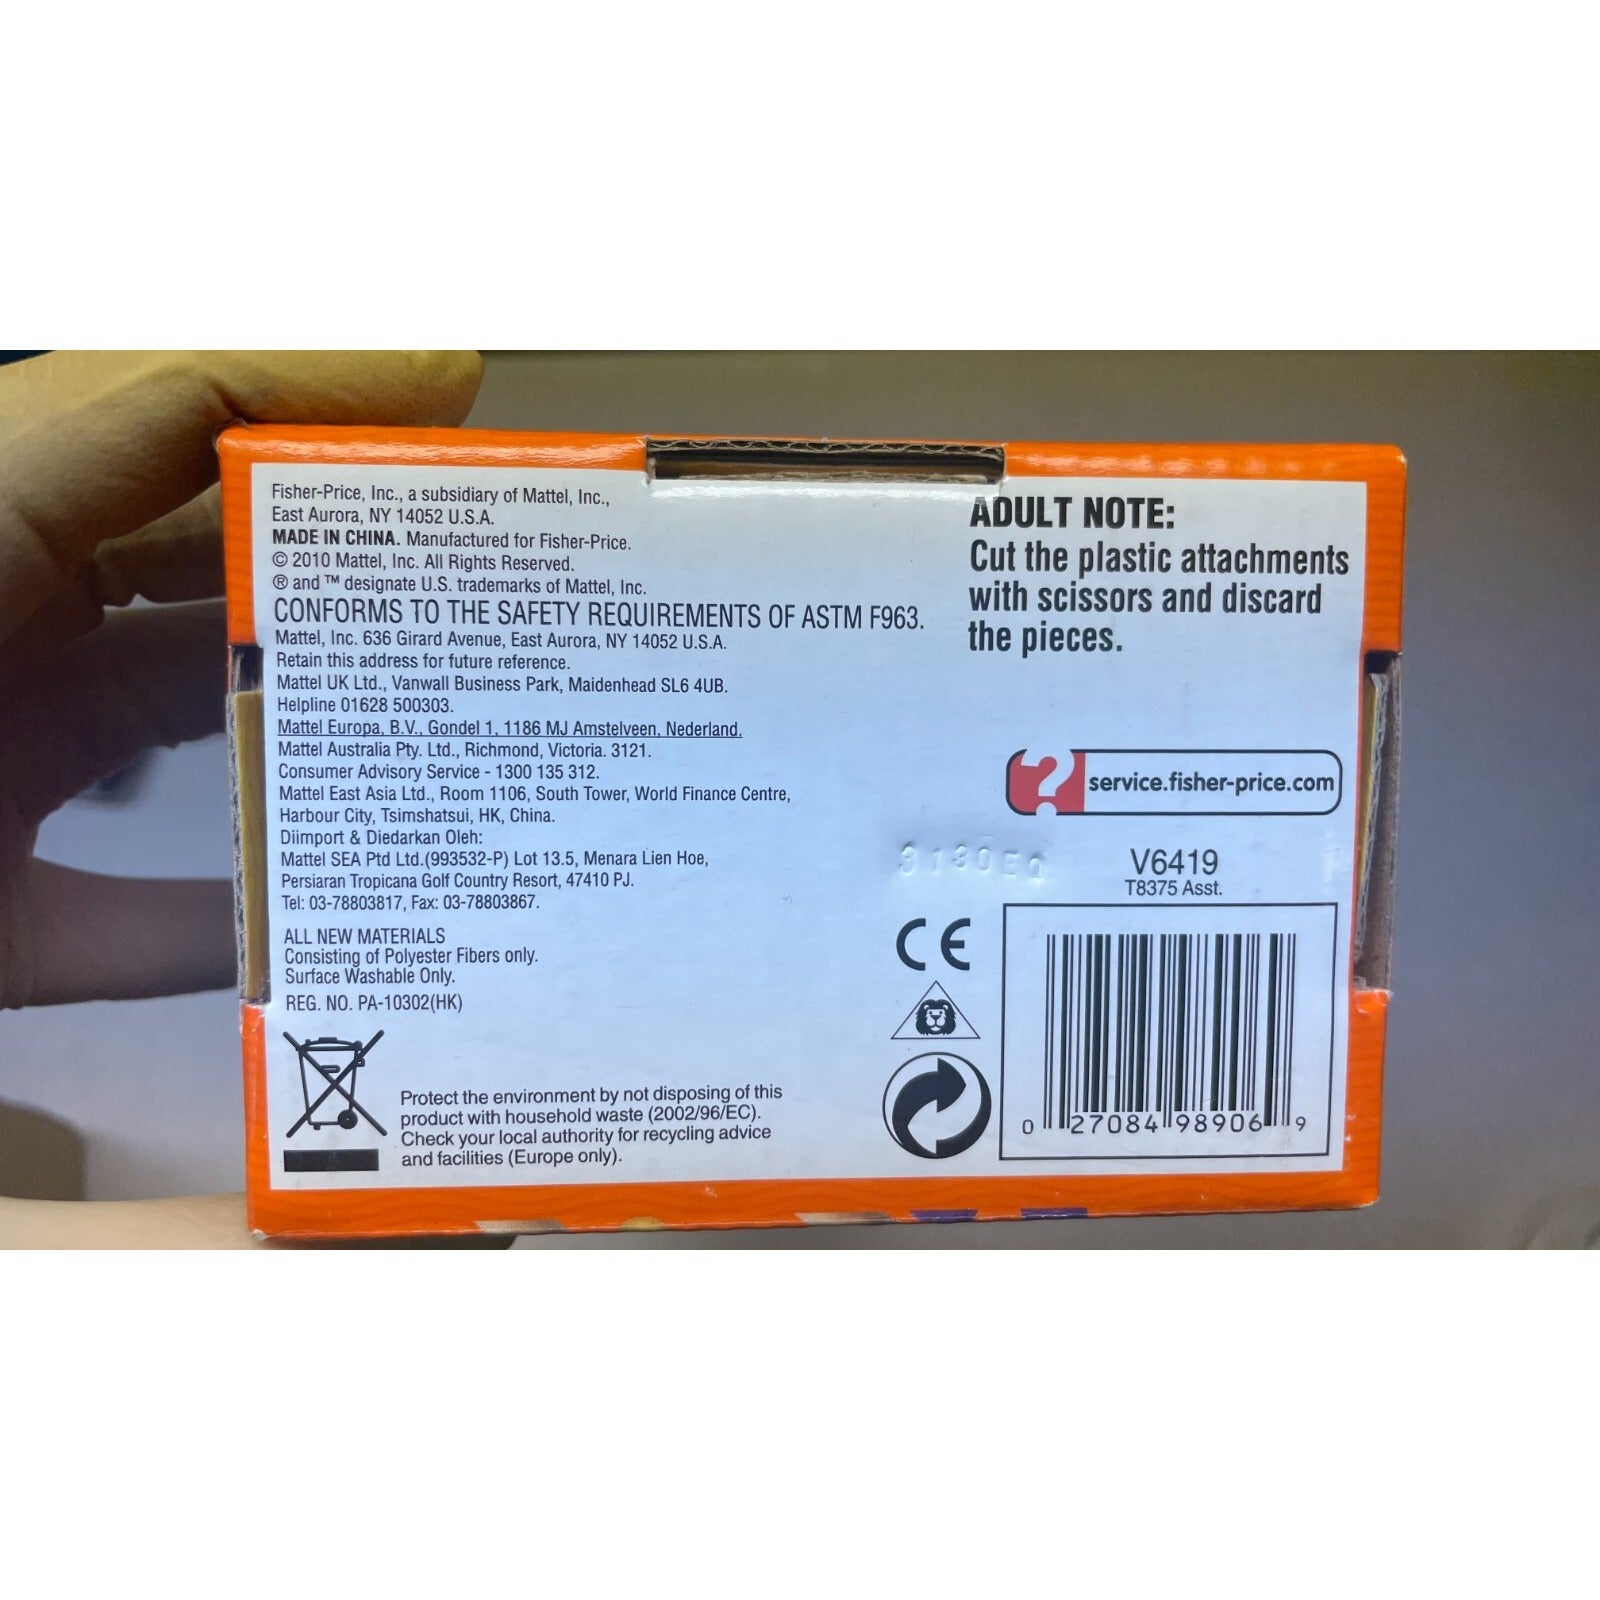 Fisher-Price, Inc., a subsidiary of Mattel, Inc.,
East Aurora, NY 14052 U.S.A.
MADE IN CHINA. Manufactured for Fisher-Price.
© 2010 Mattel, Inc. All Rights Reserved.
® and ™ designate U.S. trademarks of Mattel, Inc.
CONFORMS TO THE SAFETY REQUIREMENTS OF ASTM F963.
Mattel, Inc. 636 Girard Avenue, East Aurora, NY 14052 U.S.A.
Retain this address for future reference.
Mattel UK Ltd., Vanwall Business Park, Maidenhead SL6 4UB.
Helpline 01628 500303.
Mattel Europa, B.V., Gondel 1, 1186 MJ Amstelveen, Nederland.
Mattel Australia Pty. Ltd., Richmond, Victoria. 3121.
Consumer Advisory Service - 1300 135 312.
Mattel East Asia Ltd., Room 1106, South Tower, World Finance Centre,
Harbour City, Tsimshatsui, HK, China.
Diimport & Diedarkan Oleh:
Mattel SEA Ptd Ltd.(993532-P) Lot 13.5, Menara Lien Hoe,
Persiaran Tropicana Golf Country Resort, 47410 PJ.
Tel: 03-78803817, Fax: 03-78803867.
ALL NEW MATERIALS
Consisting of Polyester Fibers only.
Surface Washable Only.
REG. NO. PA-10302(HK)
Protect the environment by not disposing of this
product with household waste (2002/96/EC).
Check your local authority for recycling advice
and facilities (Europe only).
ADULT NOTE:
Cut the plastic attachments
with scissors and discard
the pieces.
?
service.fisher-price.com
V6419
T8375 Asst.
CE
0 27084 98906 9